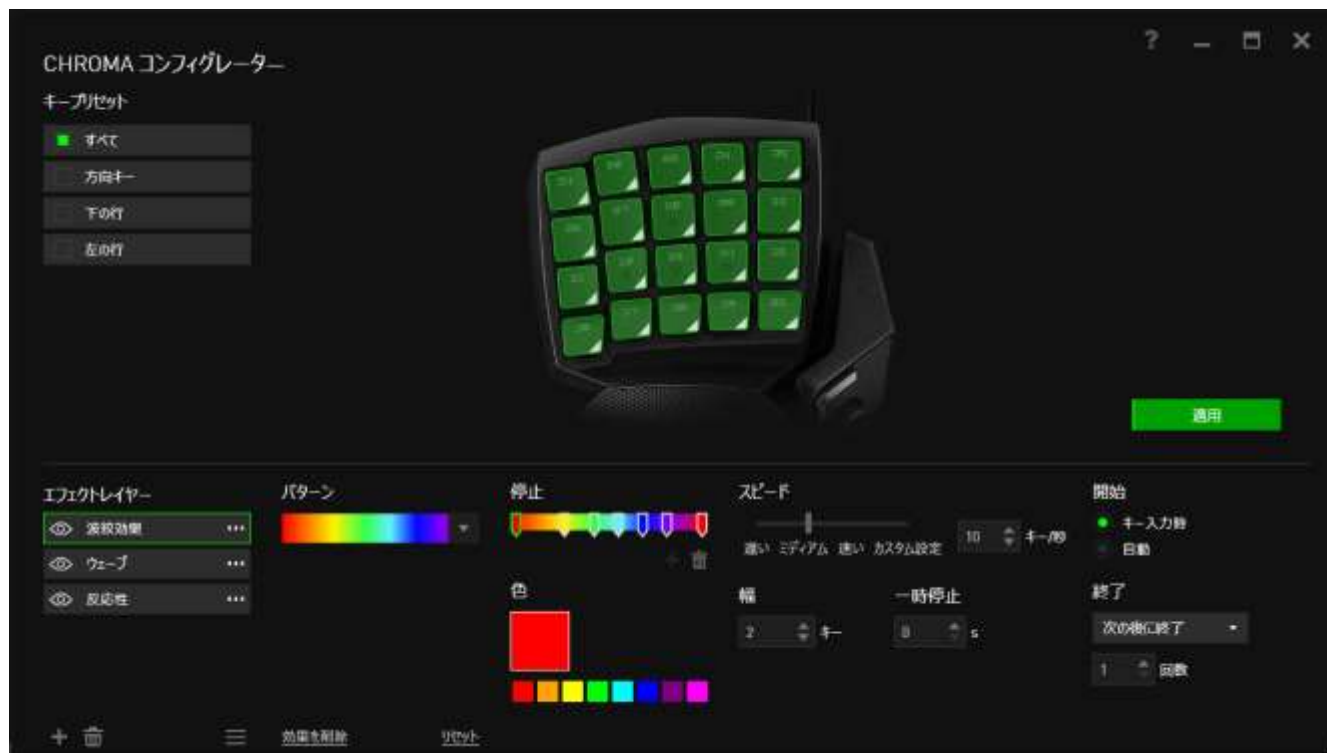 CHROMA コンフィグレーター
?
キープリセット
すべて
方向キー
下の行
左の行
適用
エフェクトレイヤー
波紋効果
ウェーブ
反応性
パターン
効果を削除
リセット
停止
色
スピード
遅い ミディアム 速い カスタム設定
10 キー/秒
幅
2 キー
一時停止
0 s
開始
キー入力時
自動
終了
次の後に終了
1 回数